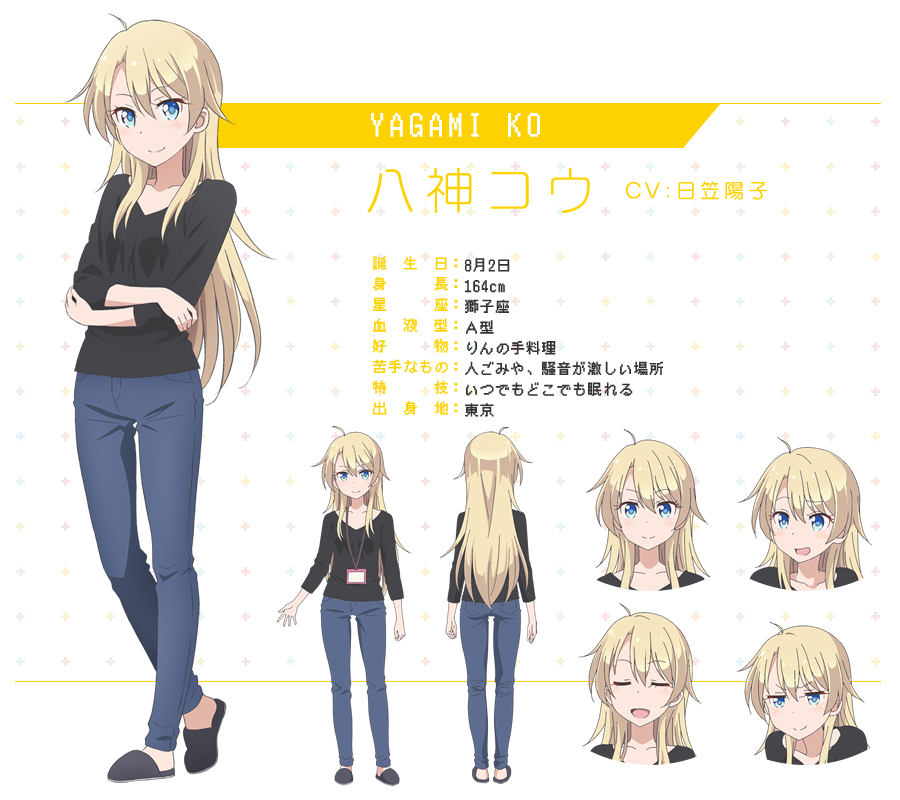 YAGAMI KO
八神コウ CV:日笠陽子
誕生日：8月2日
身長：164cm
星座：獅子座
血液型：A型
好物：りんの手料理
苦手なもの：人ごみや、騒音が激しい場所
特技：いつでもどこでも眠れる
出身地：東京